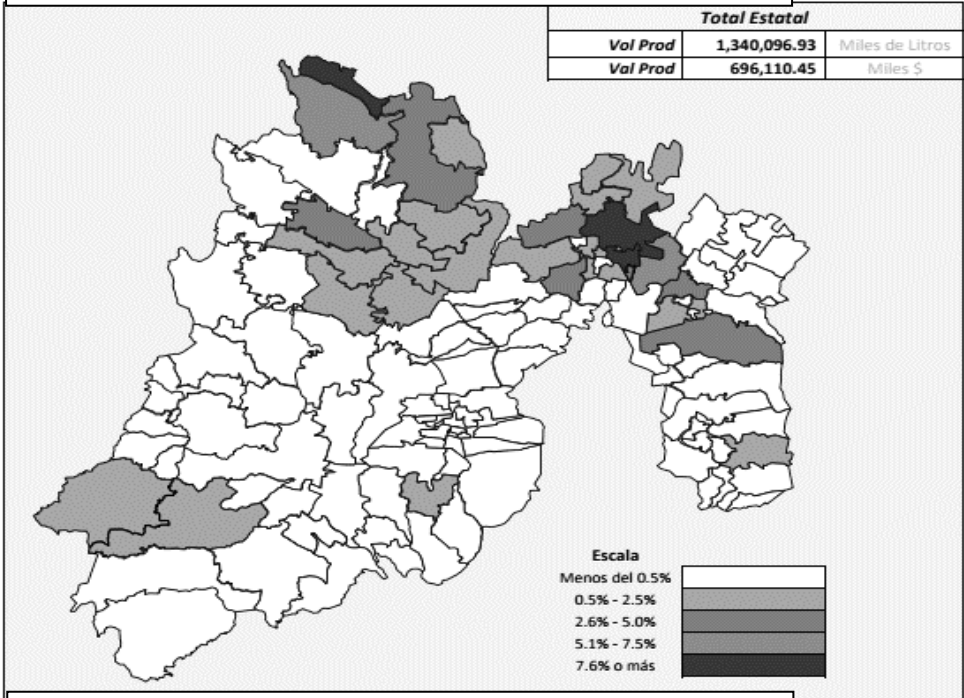 Total Estatal
Vol Prod 1,340,096.93 Miles de Litros
Val Prod 696,110.45 Miles $
Escala
Menos del 0.5%
0.5% - 2.5%
2.6% - 5.0%
5.1% - 7.5%
7.6% o más